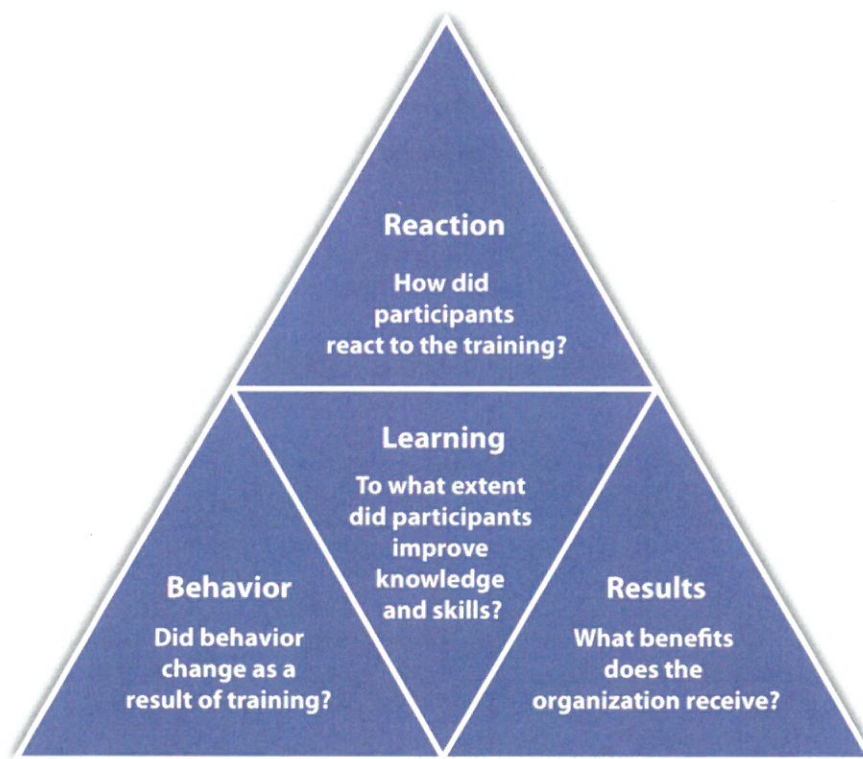 Reaction
How did
participants
react to the training?
Learning
To what extent
did participants
improve
knowledge
and skills?
Behavior
Did behavior
change as a
result of training?
Results
What benefits
does the
organization receive?